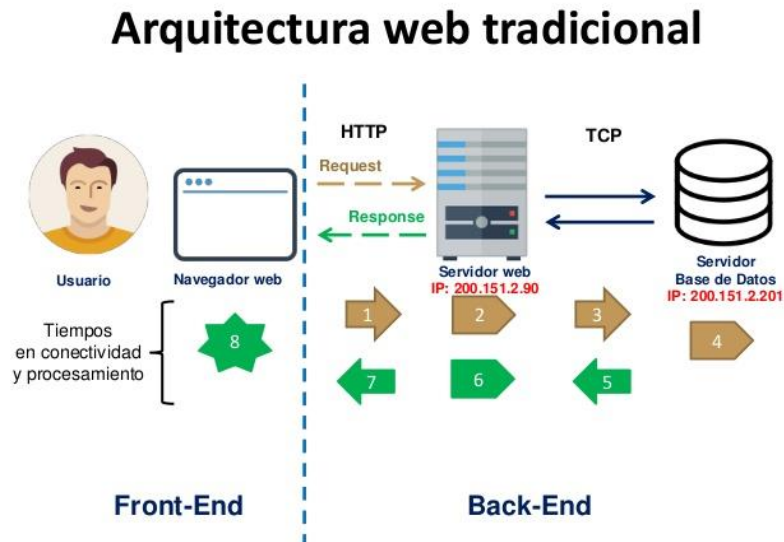 Arquitectura web tradicional
HTTP
TCP
Request
Response
Usuario
Navegador web
Servidor web
IP: 200.151.2.90
Servidor
Base de Datos
IP: 200.151.2.201
Tiempos
en conectividad
y procesamiento
8
1
2
3
4
7
6
5
Front-End
Back-End